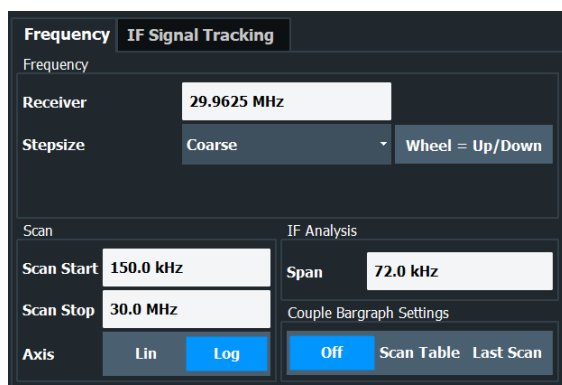 Frequency IF Signal Tracking
Frequency
Receiver 29.9625 MHz
Stepsize Coarse Wheel = Up/Down
Scan
Scan Start 150.0 kHz
Scan Stop 30.0 MHz
Axis Lin Log
IF Analysis
Span 72.0 kHz
Couple Bargraph Settings
Off Scan Table Last Scan